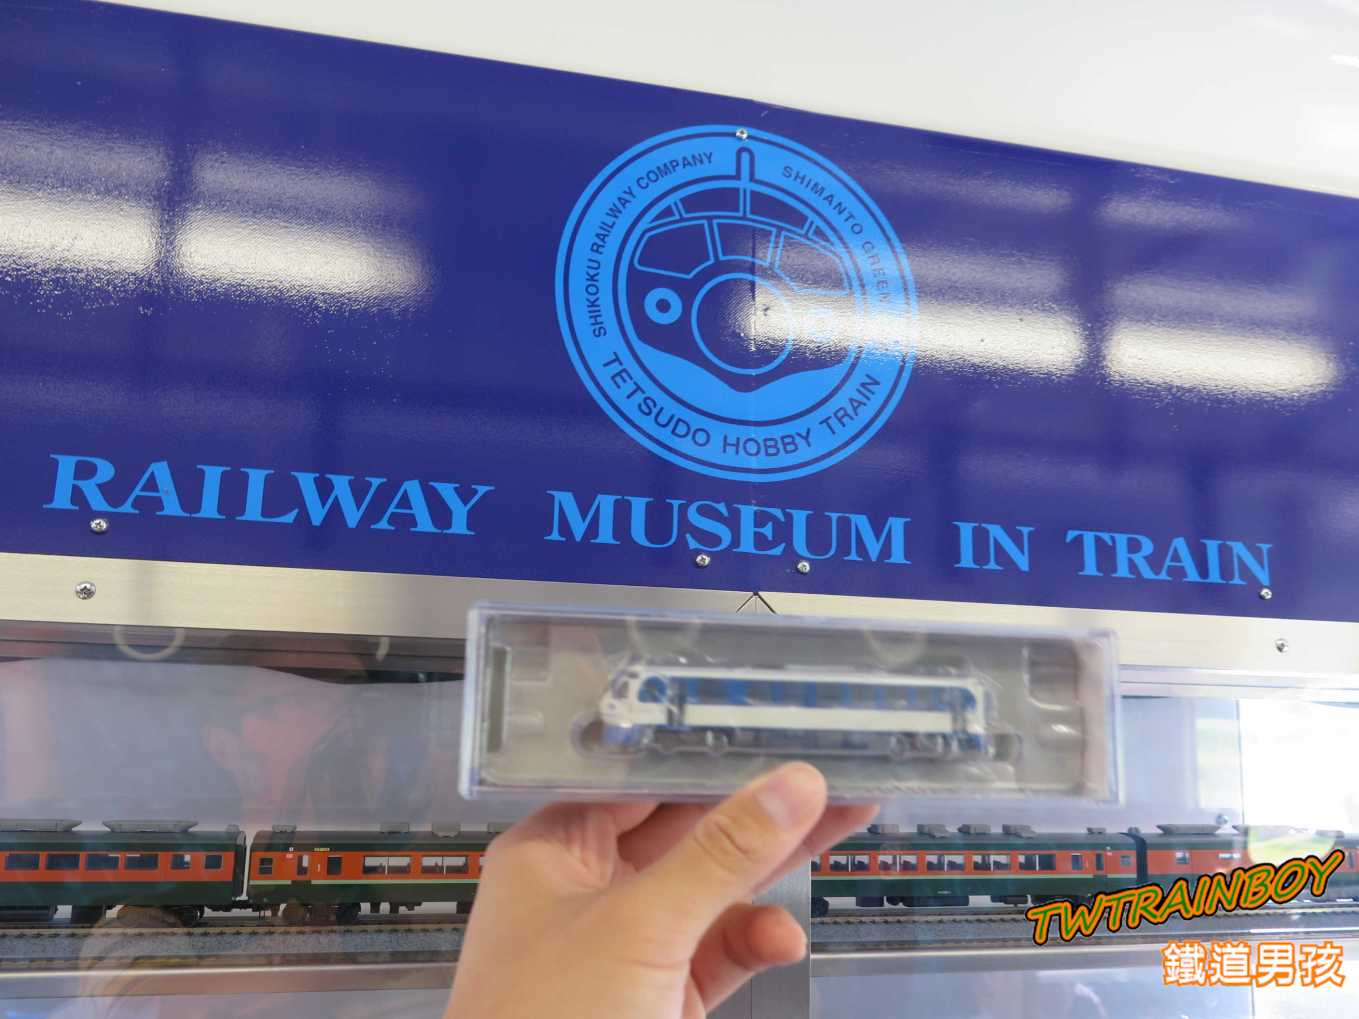 SHIKOKU RAILWAY COMPANY
SHIMANTO GREEN
TETSUDO HOBBY TRAIN
RAILWAY MUSEUM IN TRAIN
TWTRAINBOY
鐵道男孩